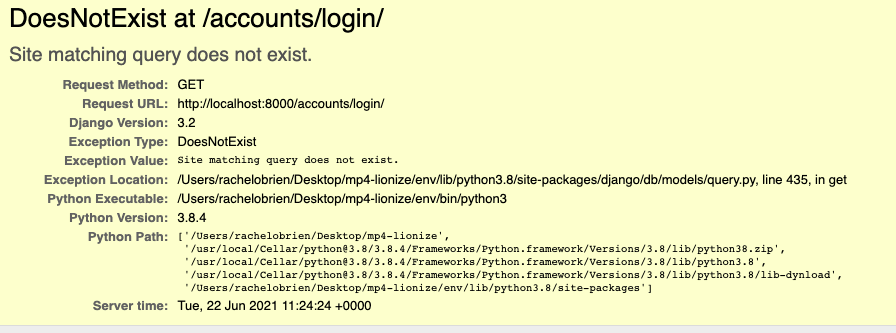 DoesNotExist at /accounts/login/
Site matching query does not exist.
Request Method: GET
Request URL: http://localhost:8000/accounts/login/
Django Version: 3.2
Exception Type: DoesNotExist
Exception Value: Site matching query does not exist.
Exception Location: /Users/rachelobrien/Desktop/mp4-lionize/env/lib/python3.8/site-packages/django/db/models/query.py, line 435, in get
Python Executable: /Users/rachelobrien/Desktop/mp4-lionize/env/bin/python3
Python Version: 3.8.4
Python Path: ['/Users/rachelobrien/Desktop/mp4-lionize',
'/usr/local/Cellar/python@3.8/3.8.4/Frameworks/Python.framework/Versions/3.8/lib/python38.zip',
'/usr/local/Cellar/python@3.8/3.8.4/Frameworks/Python.framework/Versions/3.8/lib/python3.8',
'/usr/local/Cellar/python@3.8/3.8.4/Frameworks/Python.framework/Versions/3.8/lib/python3.8/lib-dynload',
'/Users/rachelobrien/Desktop/mp4-lionize/env/lib/python3.8/site-packages']
Server time: Tue, 22 Jun 2021 11:24:24 +0000